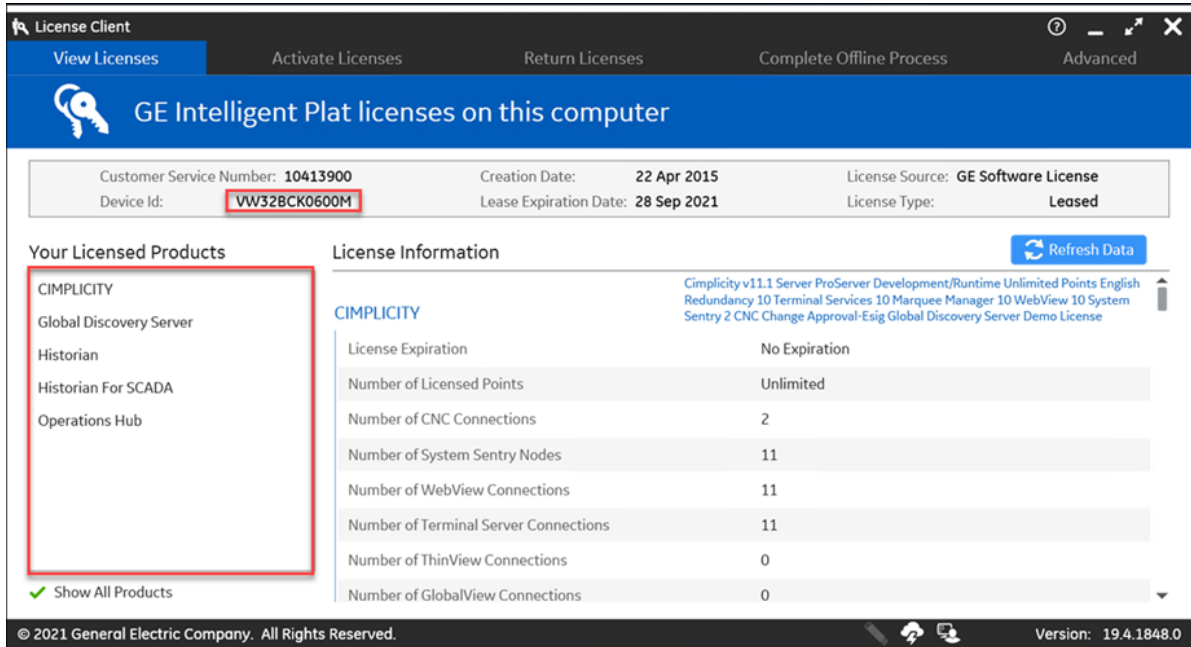 License Client
View Licenses Activate Licenses Return Licenses Complete Offline Process Advanced
GE Intelligent Plat licenses on this computer
Customer Service Number: 10413900 Creation Date: 22 Apr 2015 License Source: GE Software License
Device Id: VW32BCK0600M Lease Expiration Date: 28 Sep 2021 License Type: Leased
Your Licensed Products
CIMPLICITY
Global Discovery Server
Historian
Historian For SCADA
Operations Hub
Show All Products
License Information
Refresh Data
CIMPLICITY
Cimplicity v11.1 Server ProServer Development/Runtime Unlimited Points English
Redundancy 10 Terminal Services 10 Marquee Manager 10 WebView 10 System
Sentry 2 CNC Change Approval-Esig Global Discovery Server Demo License
License Expiration No Expiration
Number of Licensed Points Unlimited
Number of CNC Connections 2
Number of System Sentry Nodes 11
Number of WebView Connections 11
Number of Terminal Server Connections 11
Number of ThinView Connections 0
Number of GlobalView Connections 0
© 2021 General Electric Company. All Rights Reserved. Version: 19.4.1848.0